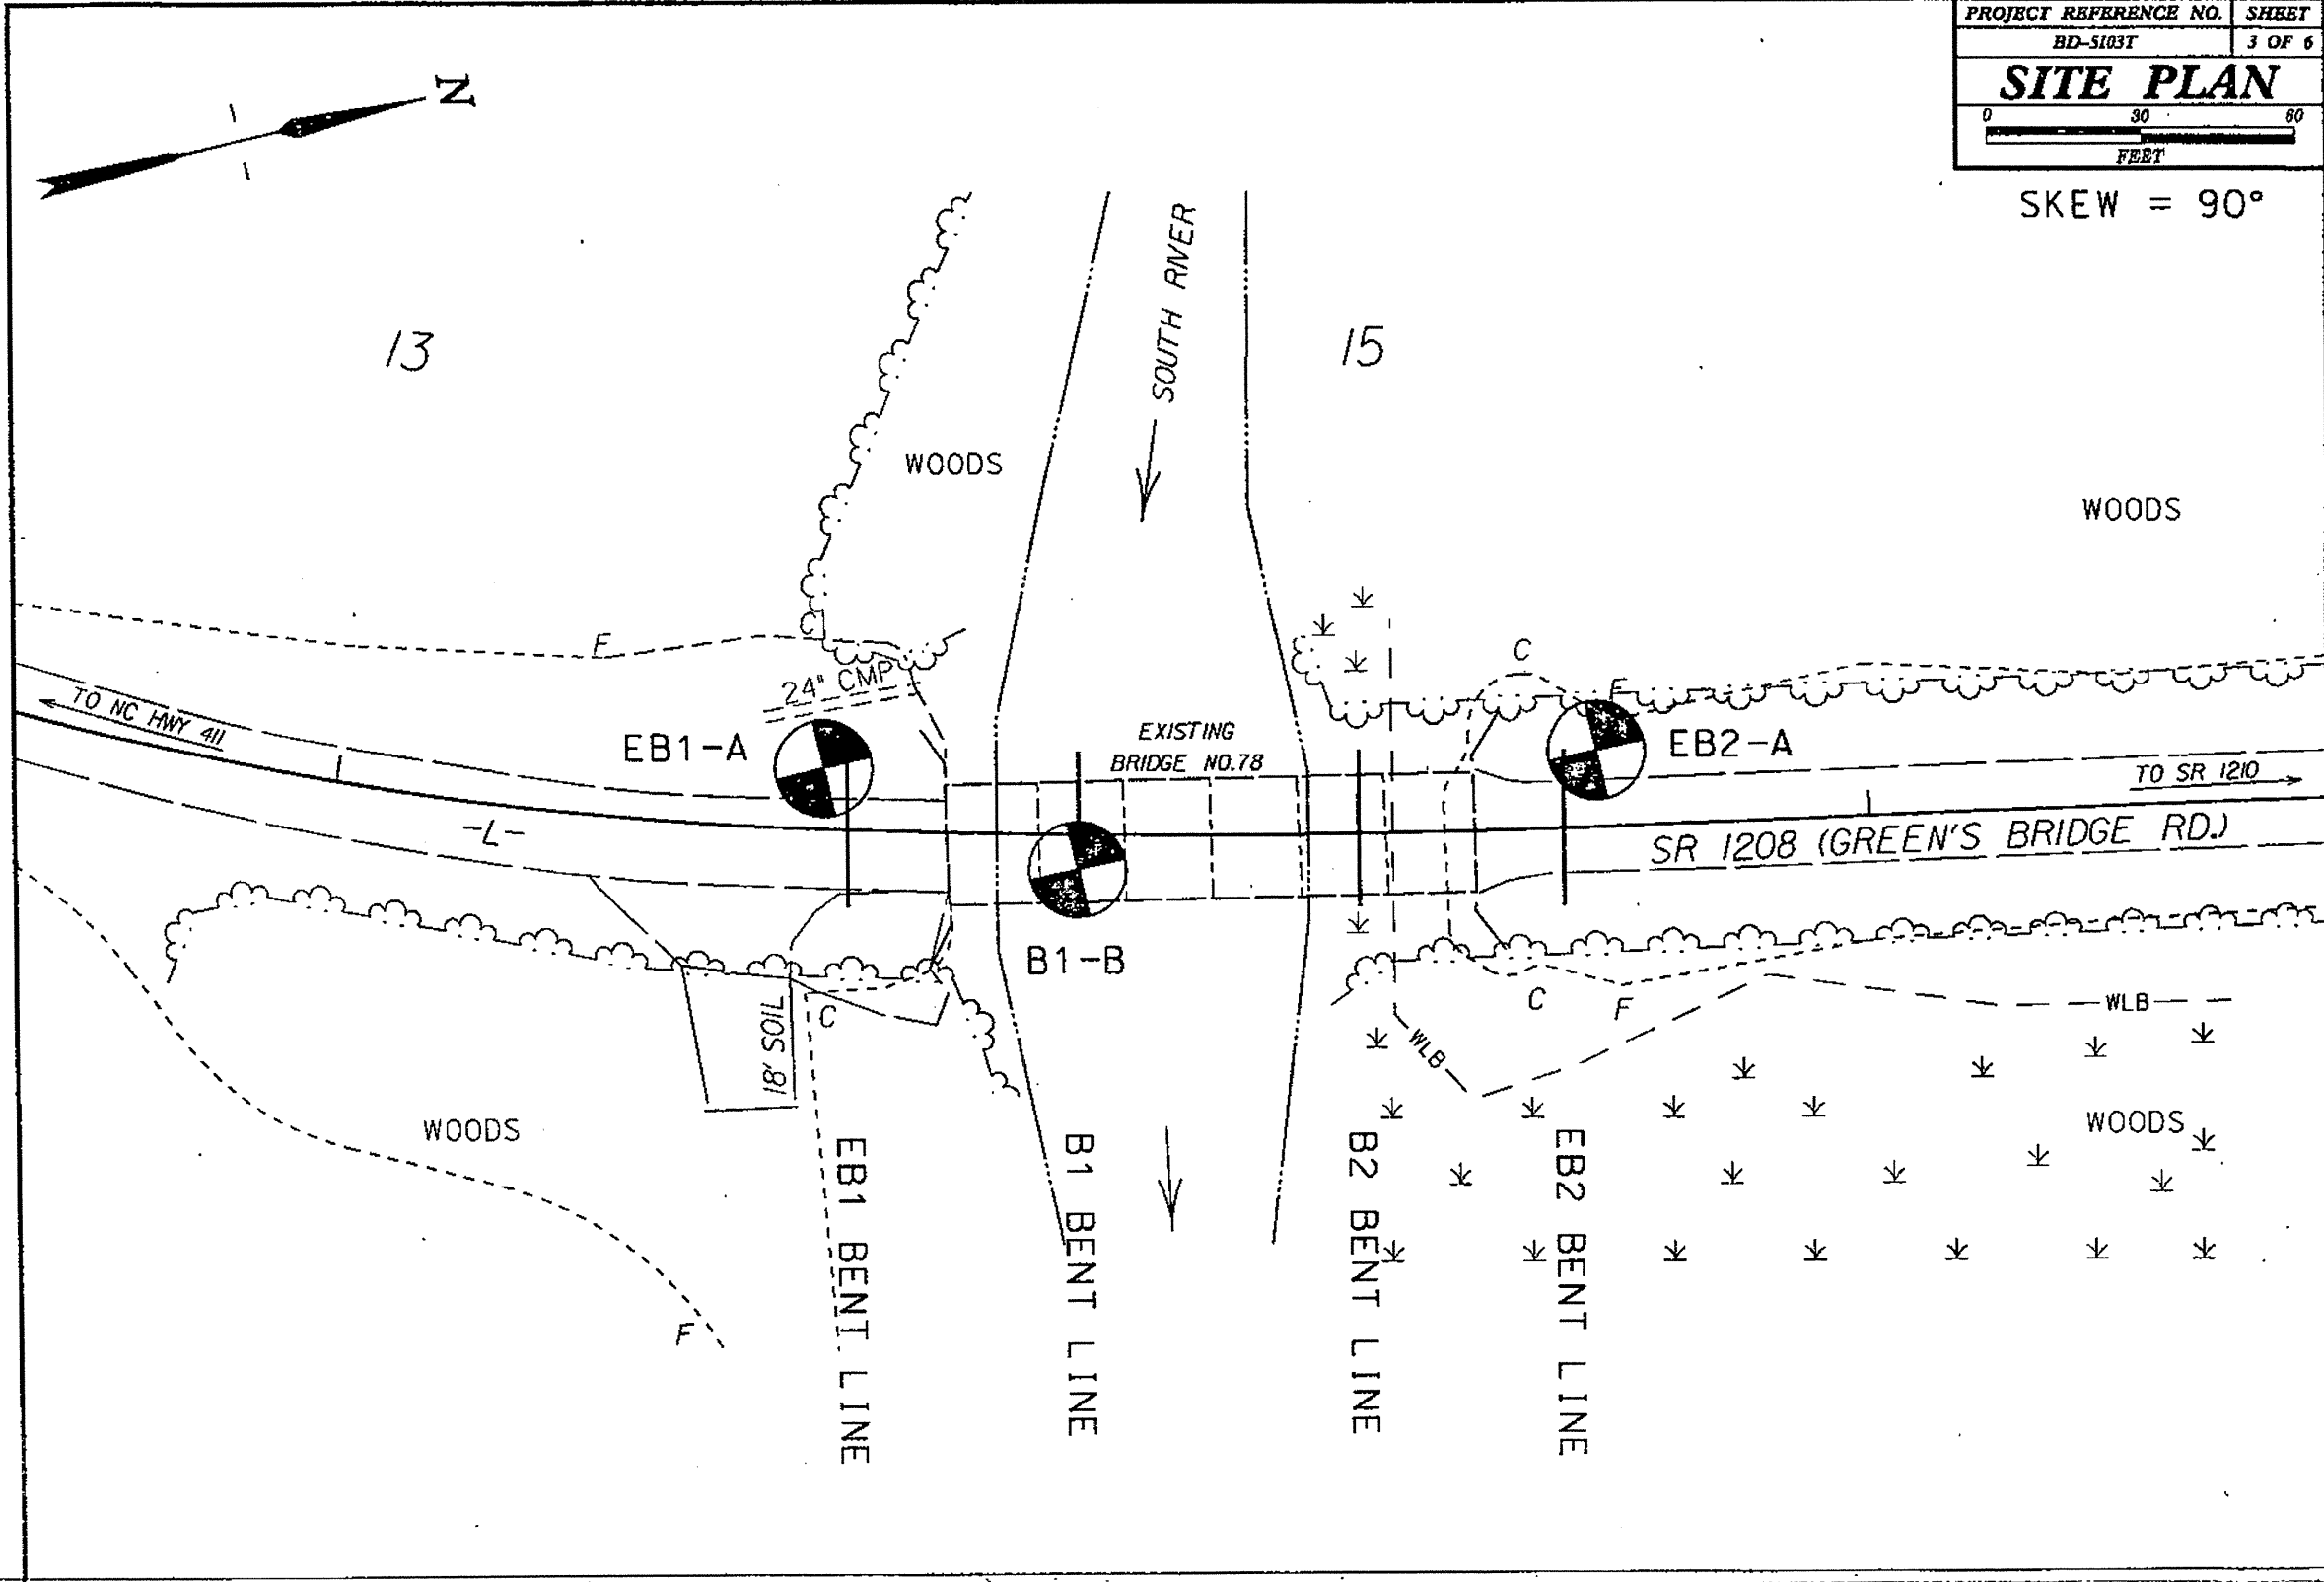 PROJECT REFERENCE NO. SHEET
BD-5103T 3 OF 6
SITE PLAN
0 30 60
FEET
SKEW = 90°
N
SOUTH RIVER
13
15
WOODS
WOODS
C
F
C
F
24" CMP
TO NC HWY 411
EB1-A
EXISTING
BRIDGE NO.78
EB2-A
TO SR 1210
-L-
SR 1208 (GREEN'S BRIDGE RD.)
B1-B
18' SOIL
C
C
F
WLB
WLB
WOODS
WOODS
F
EB1 BENT LINE
B1 BENT LINE
B2 BENT LINE
EB2 BENT LINE